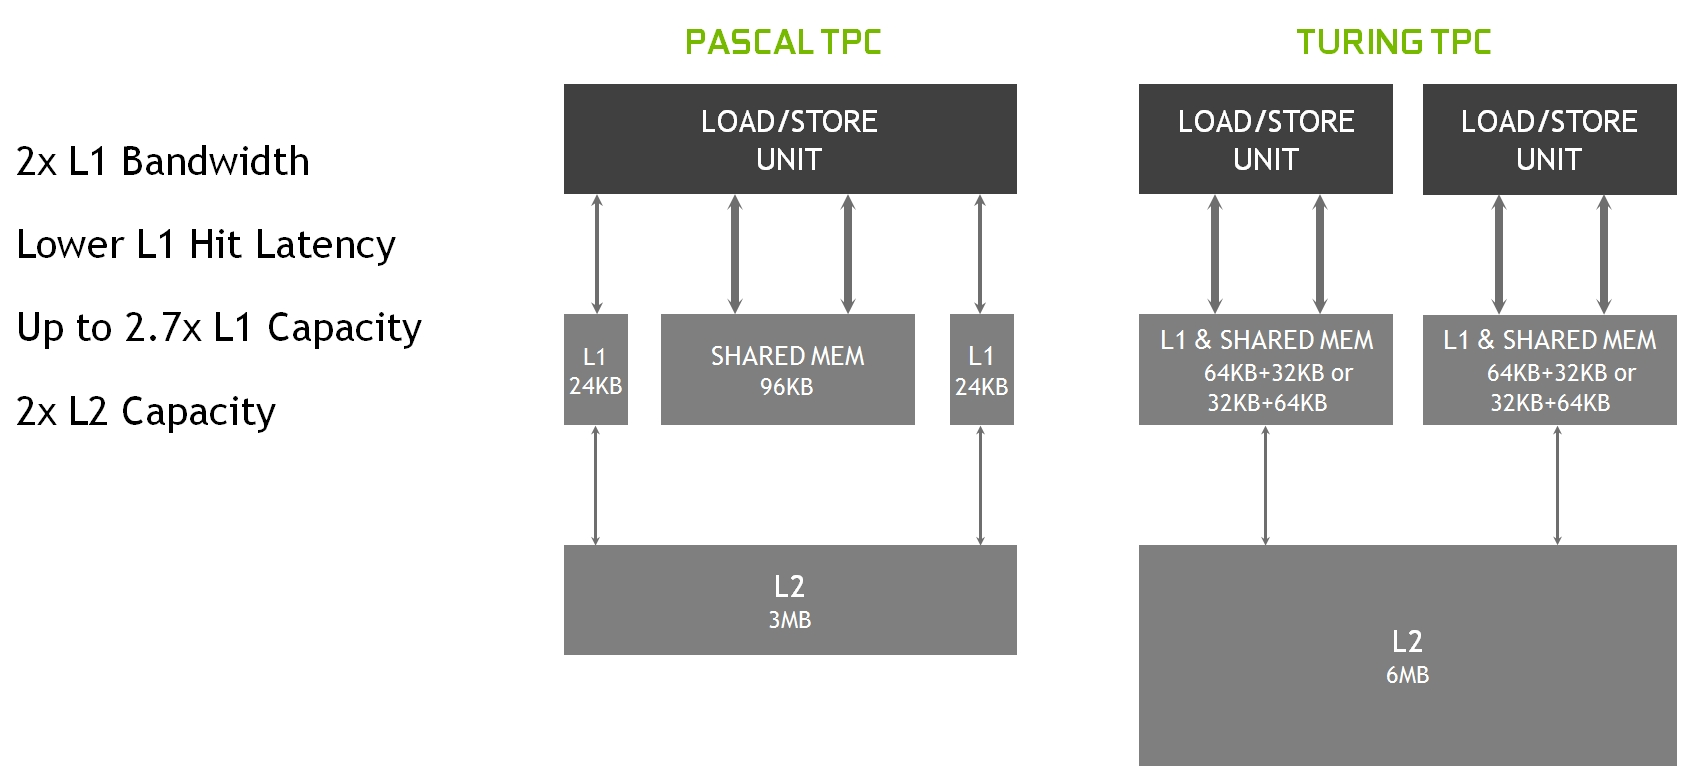 2x L1 Bandwidth
Lower L1 Hit Latency
Up to 2.7x L1 Capacity
2x L2 Capacity
PASCAL TPC
LOAD/STORE
UNIT
L1
24KB
SHARED MEM
96KB
L1
24KB
L2
3MB
TURING TPC
LOAD/STORE
UNIT
LOAD/STORE
UNIT
L1 & SHARED MEM
64KB+32KB or
32KB+64KB
L1 & SHARED MEM
64KB+32KB or
32KB+64KB
L2
6MB